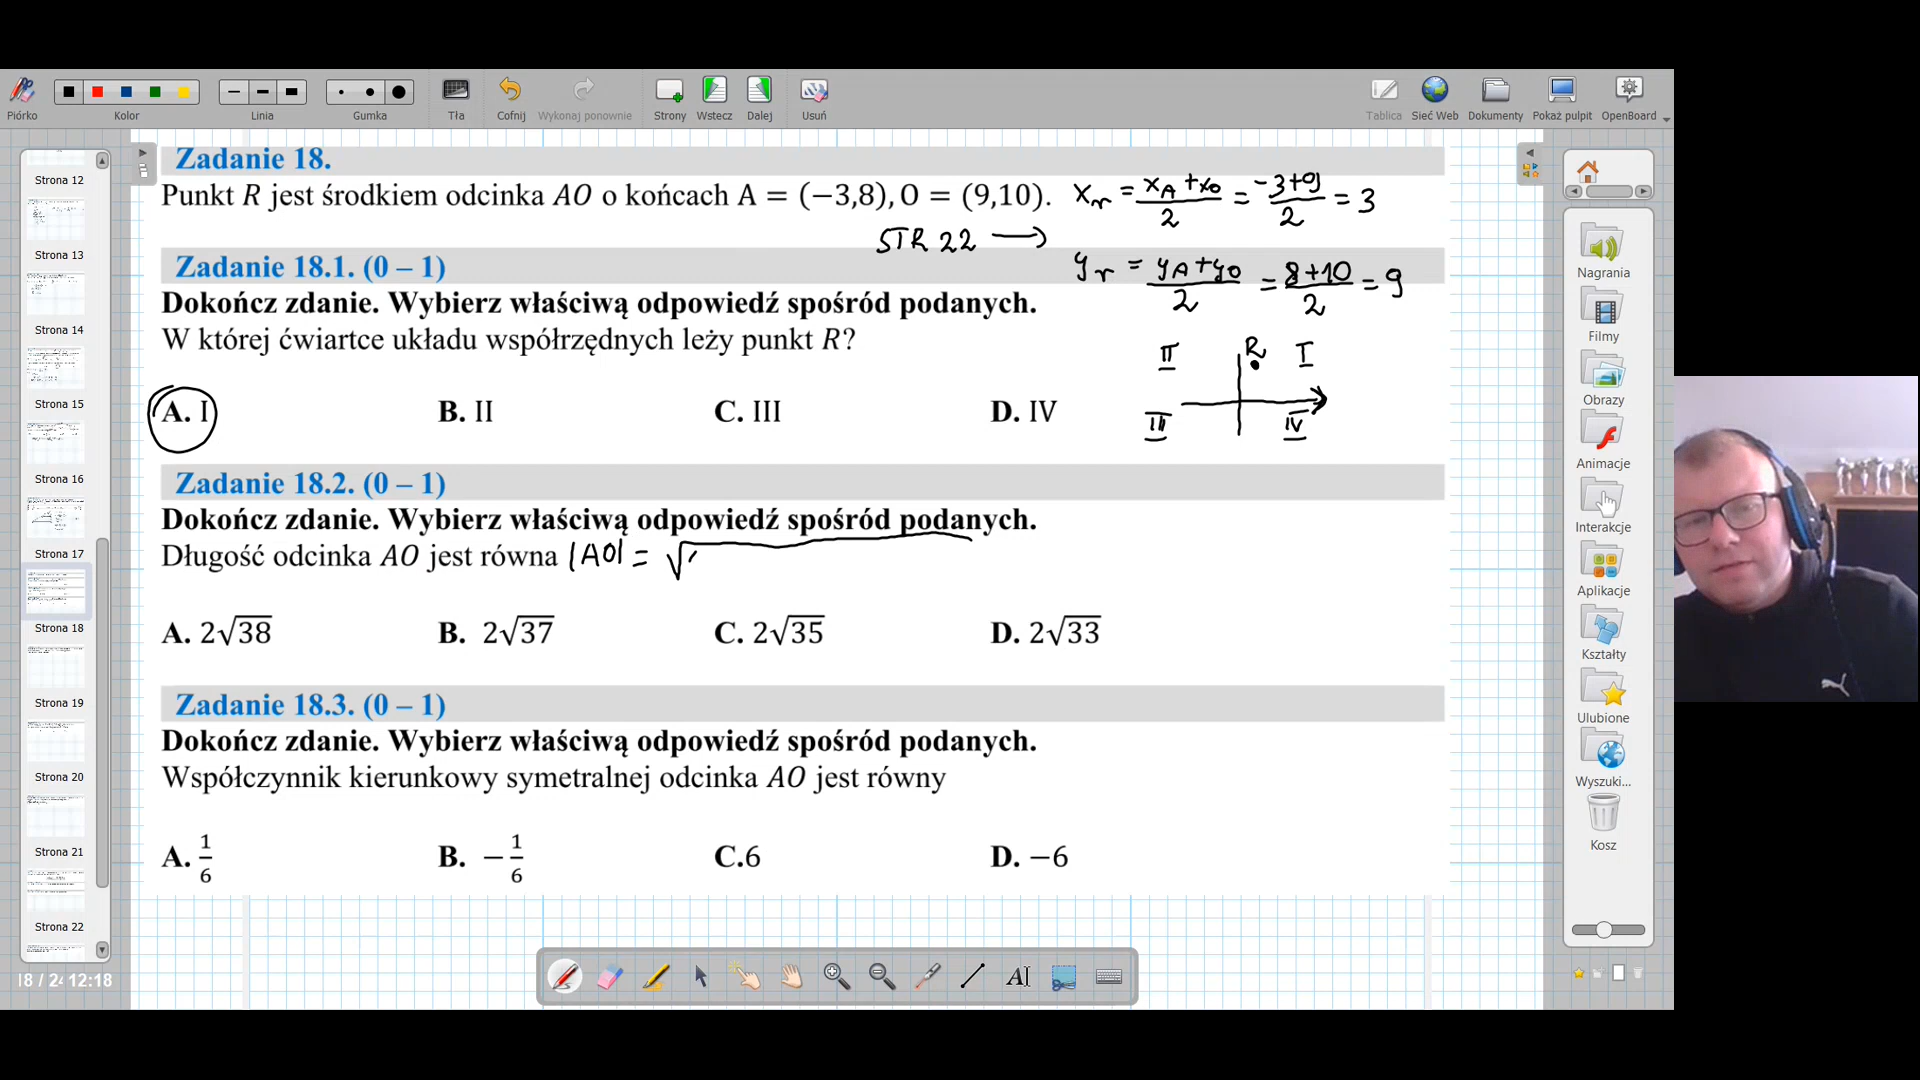 Piórko
Kolor
Linia
Gumka
Tła
Cofnij
Wykonaj ponownie
Strony
Wstecz
Dalej
Usuń
Tablica
Sieć Web
Dokumenty
Pokaż pulpit
OpenBoard
Strona 12
Strona 13
Strona 14
Strona 15
Strona 16
Strona 17
Strona 18
Strona 19
Strona 20
Strona 21
Strona 22
12:18
Zadanie 18.
Punkt R jest środkiem odcinka AO o końcach A = (−3,8), O = (9,10).
x_r = (x_A + x_O)/2 = (-3+9)/2 = 3
STR 22 →
y_r = (y_A + y_O)/2 = (8+10)/2 = 9
Zadanie 18.1. (0 – 1)
Dokończ zdanie. Wybierz właściwą odpowiedź spośród podanych.
W której ćwiartce układu współrzędnych leży punkt R?
II R I
III IV
A. I B. II C. III D. IV
Zadanie 18.2. (0 – 1)
Dokończ zdanie. Wybierz właściwą odpowiedź spośród podanych.
Długość odcinka AO jest równa |AO| = √(
A. 2√38 B. 2√37 C. 2√35 D. 2√33
Zadanie 18.3. (0 – 1)
Dokończ zdanie. Wybierz właściwą odpowiedź spośród podanych.
Współczynnik kierunkowy symetralnej odcinka AO jest równy
A. 1/6 B. −1/6 C.6 D. −6
Nagrania
Filmy
Obrazy
Animacje
Interakcje
Aplikacje
Kształty
Ulubione
Wyszuki...
Kosz